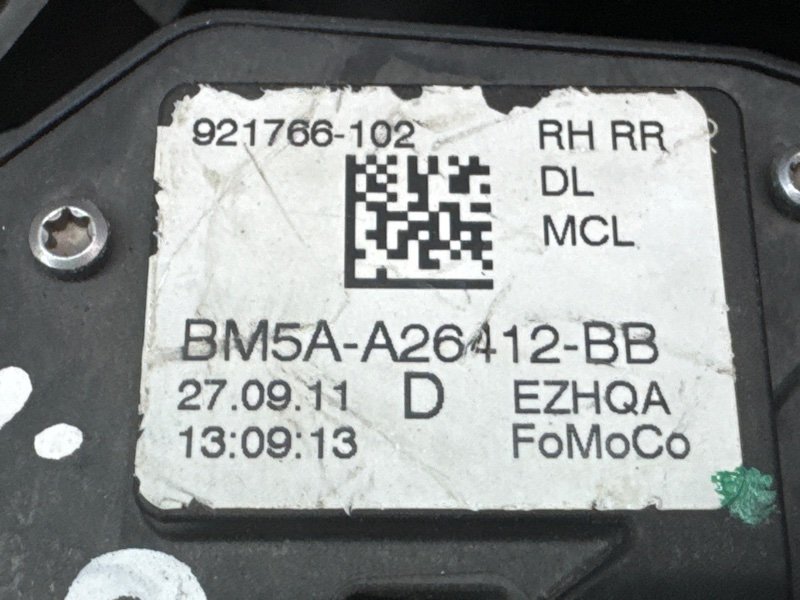 921766-102 RH RR
DL
MCL
BM5A-A26412-BB
27.09.11 D EZHQA
13:09:13 FoMoCo